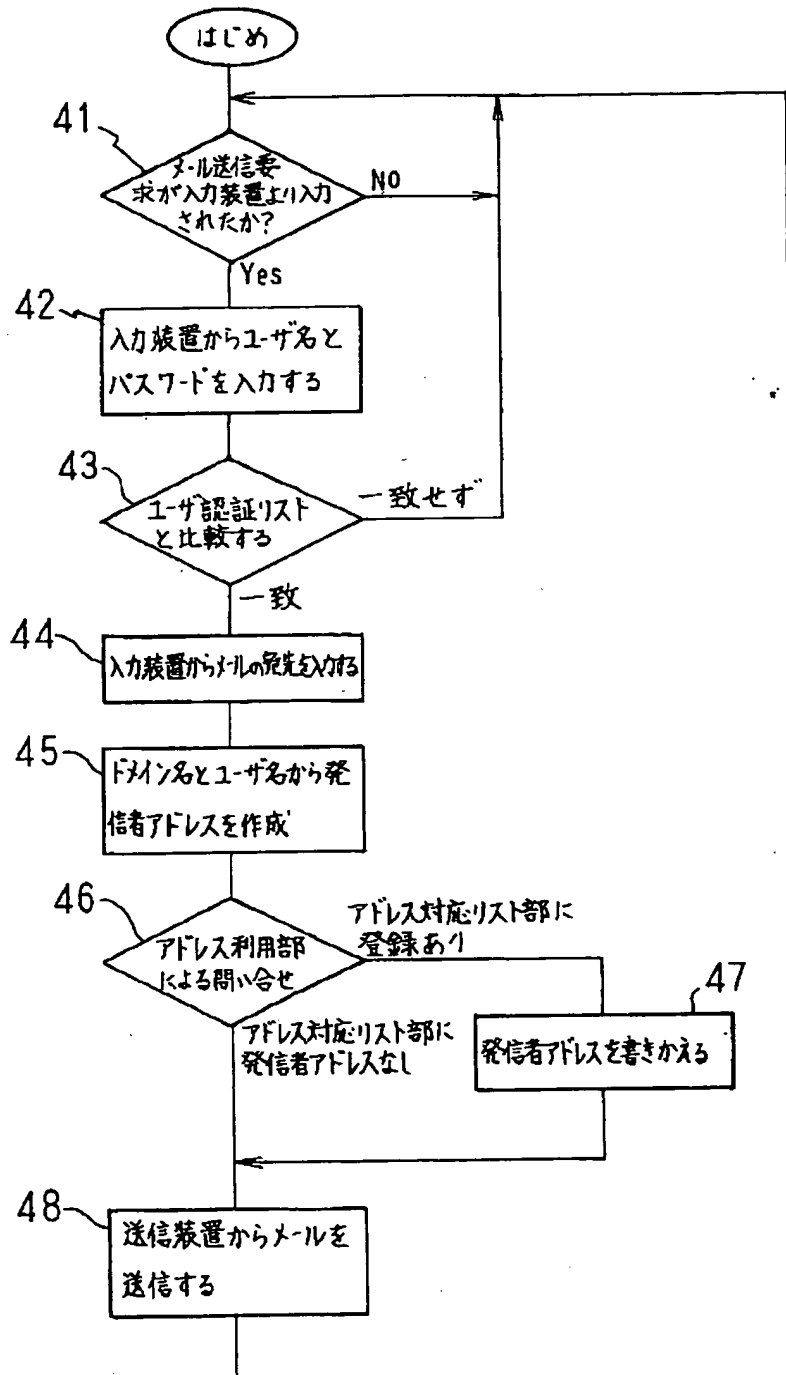 はじめ
41
メール送信要
求が入力装置より入力
されたか?
NO
Yes
42
入力装置からユーザ名と
パスワードを入力する
43
ユーザ認証リスト
と比較する
一致せず
一致
44
入力装置からメールの宛先を入力する
45
ドメイン名とユーザ名から発
信者アドレスを作成
46
アドレス利用部
による問い合せ
アドレス対応リスト部に
登録あり
アドレス対応リスト部に
発信者アドレスなし
47
発信者アドレスを書きかえる
48
送信装置からメールを
送信する